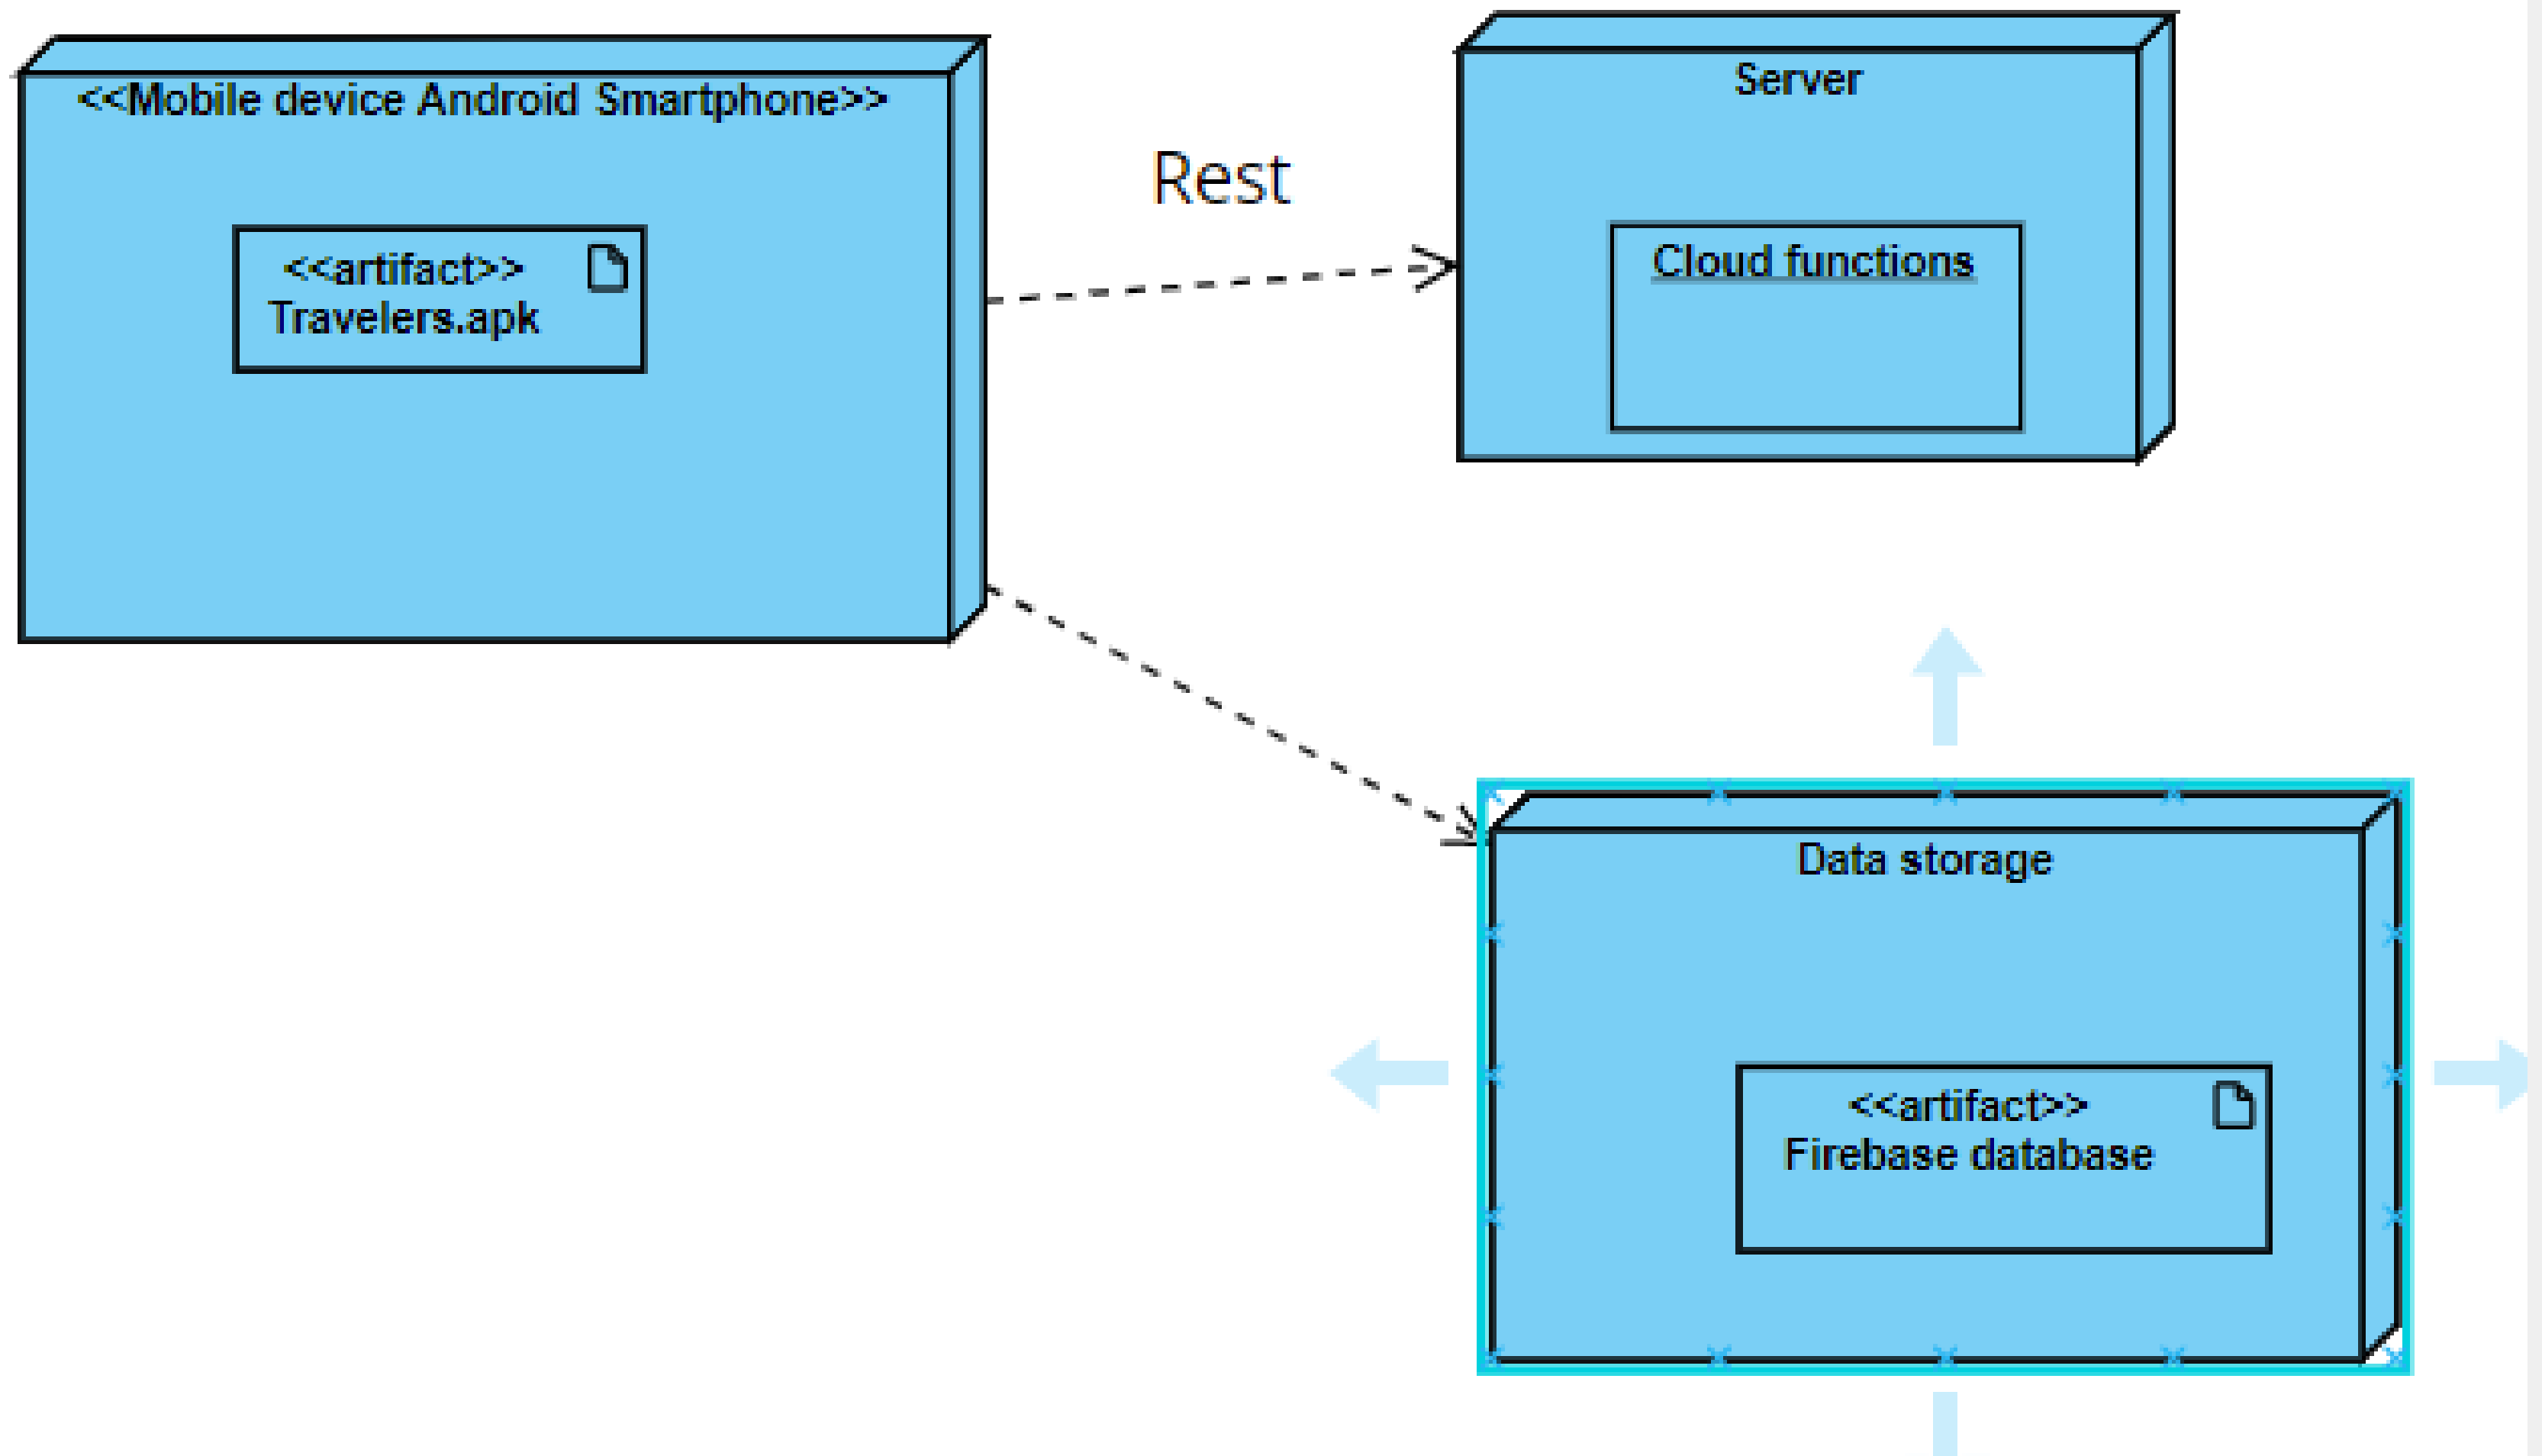 <<Mobile device Android Smartphone>>
<<artifact>>
Travelers.apk
Rest
Server
Cloud functions
Data storage
<<artifact>>
Firebase database